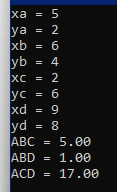 xa = 5
ya = 2
xb = 6
yb = 4
xc = 2
yc = 6
xd = 9
yd = 8
ABC = 5.00
ABD = 1.00
ACD = 17.00